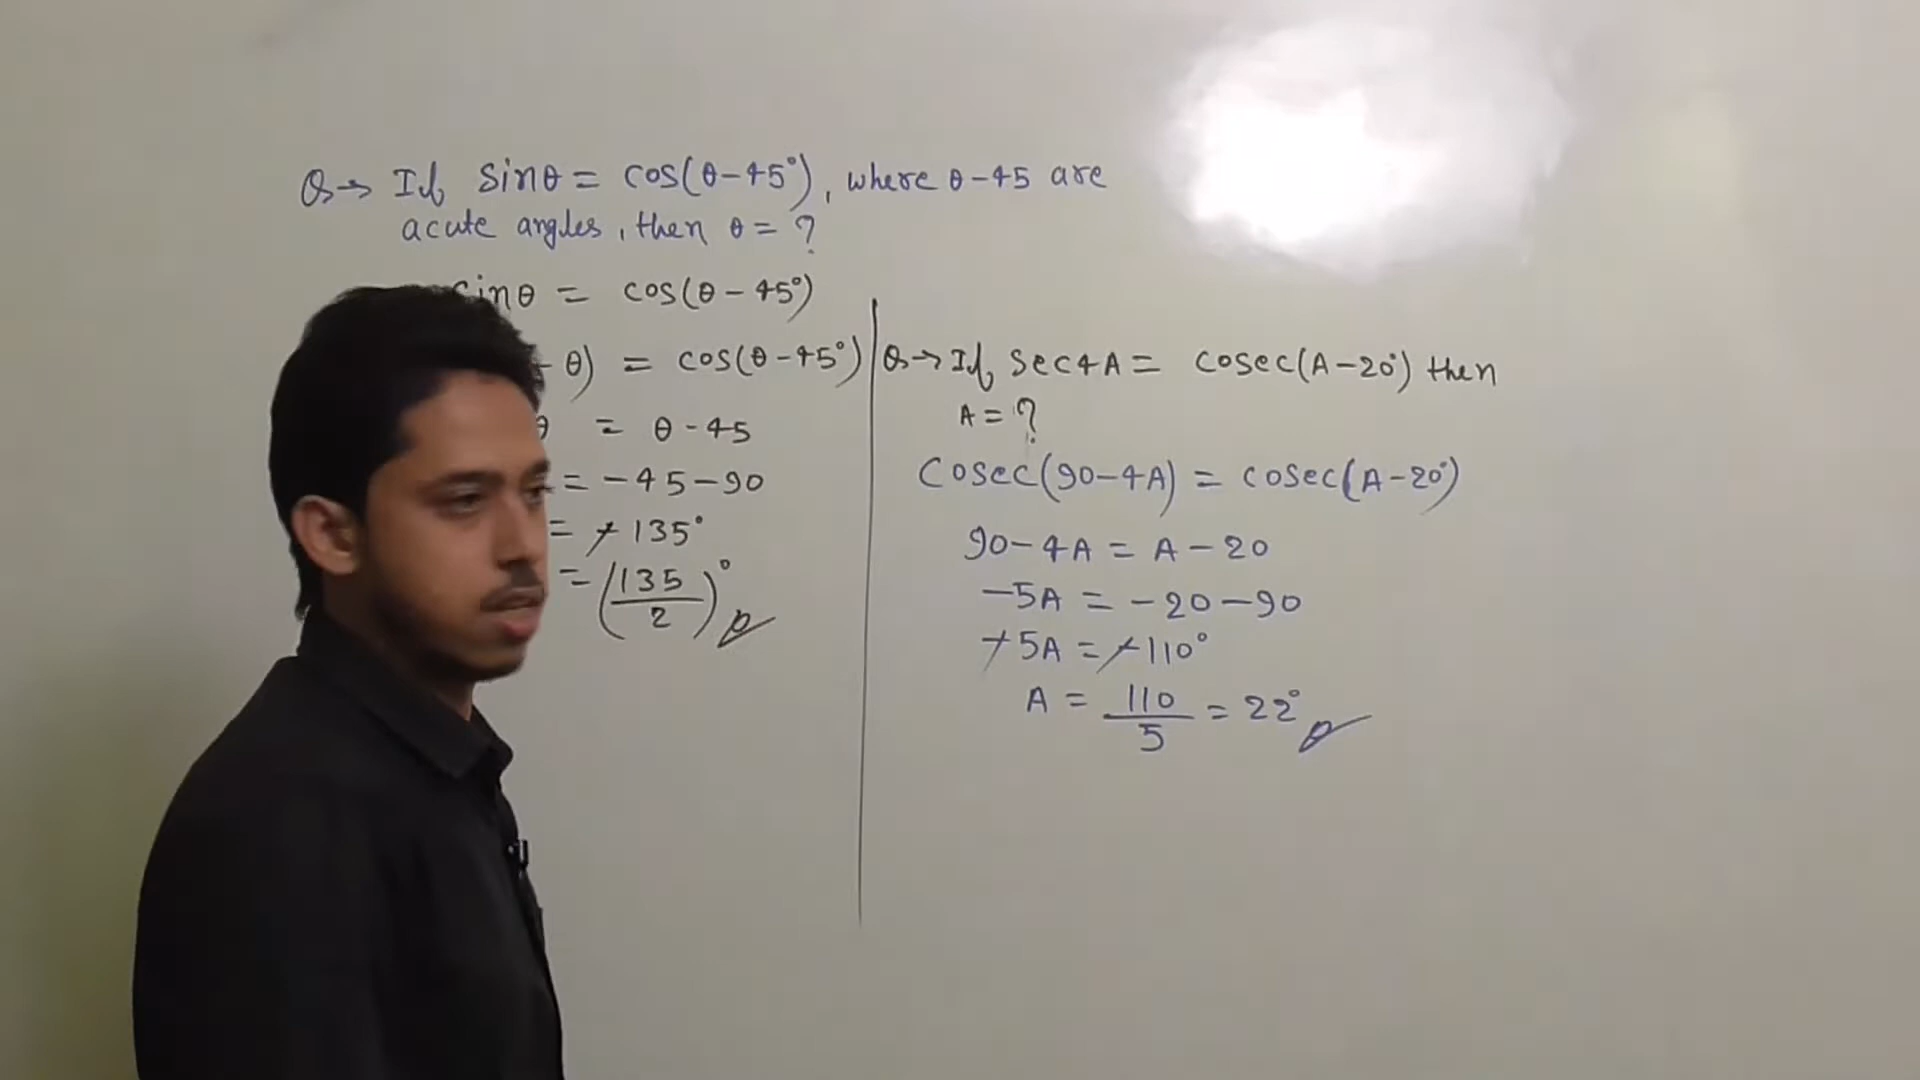 Q→ If sinθ = cos(θ-45°), where θ-45 are
acute angles, then θ = ?
sinθ = cos(θ-45°)
-θ) = cos(θ-45°)
θ = θ-45
= -45-90
= -135°
= (135/2)°
Q→ If sec4A = cosec(A-20°) then
A = ?
Cosec(90-4A) = cosec(A-20°)
90-4A = A-20
-5A = -20-90
-5A = -110°
A = 110/5 = 22°